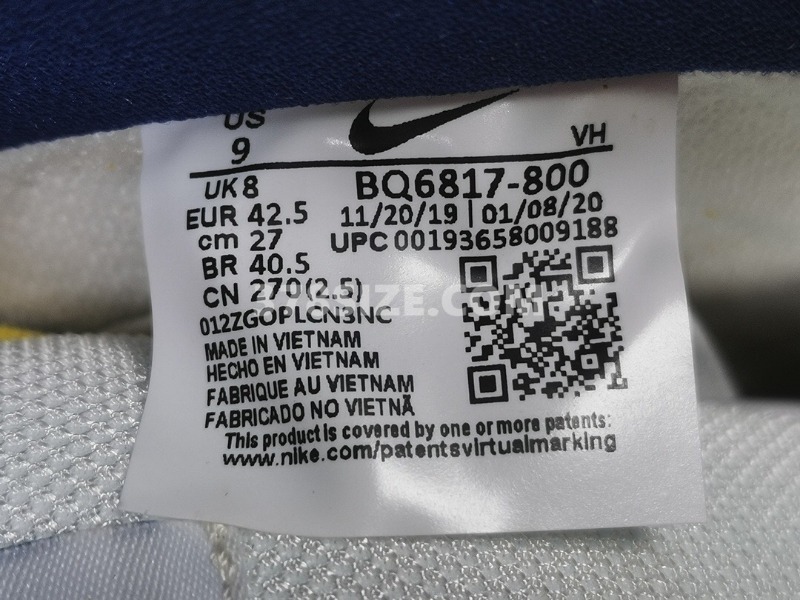 US
9
VH
UK 8
BQ6817-800
EUR 42.5
11/20/19 | 01/08/20
cm 27
UPC 00193658009188
BR 40.5
CN 270(2.5)
012ZGOPLCN3NC
MADE IN VIETNAM
HECHO EN VIETNAM
FABRIQUE AU VIETNAM
FABRICADO NO VIETNÃ
This product is covered by one or more patents:
www.nike.com/patentsvirtualmarking